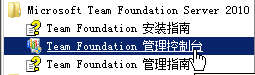 Microsoft Team Foundation Server 2010
Team Foundation 安装指南
Team Foundation 管理控制台
Team Foundation 管理指南